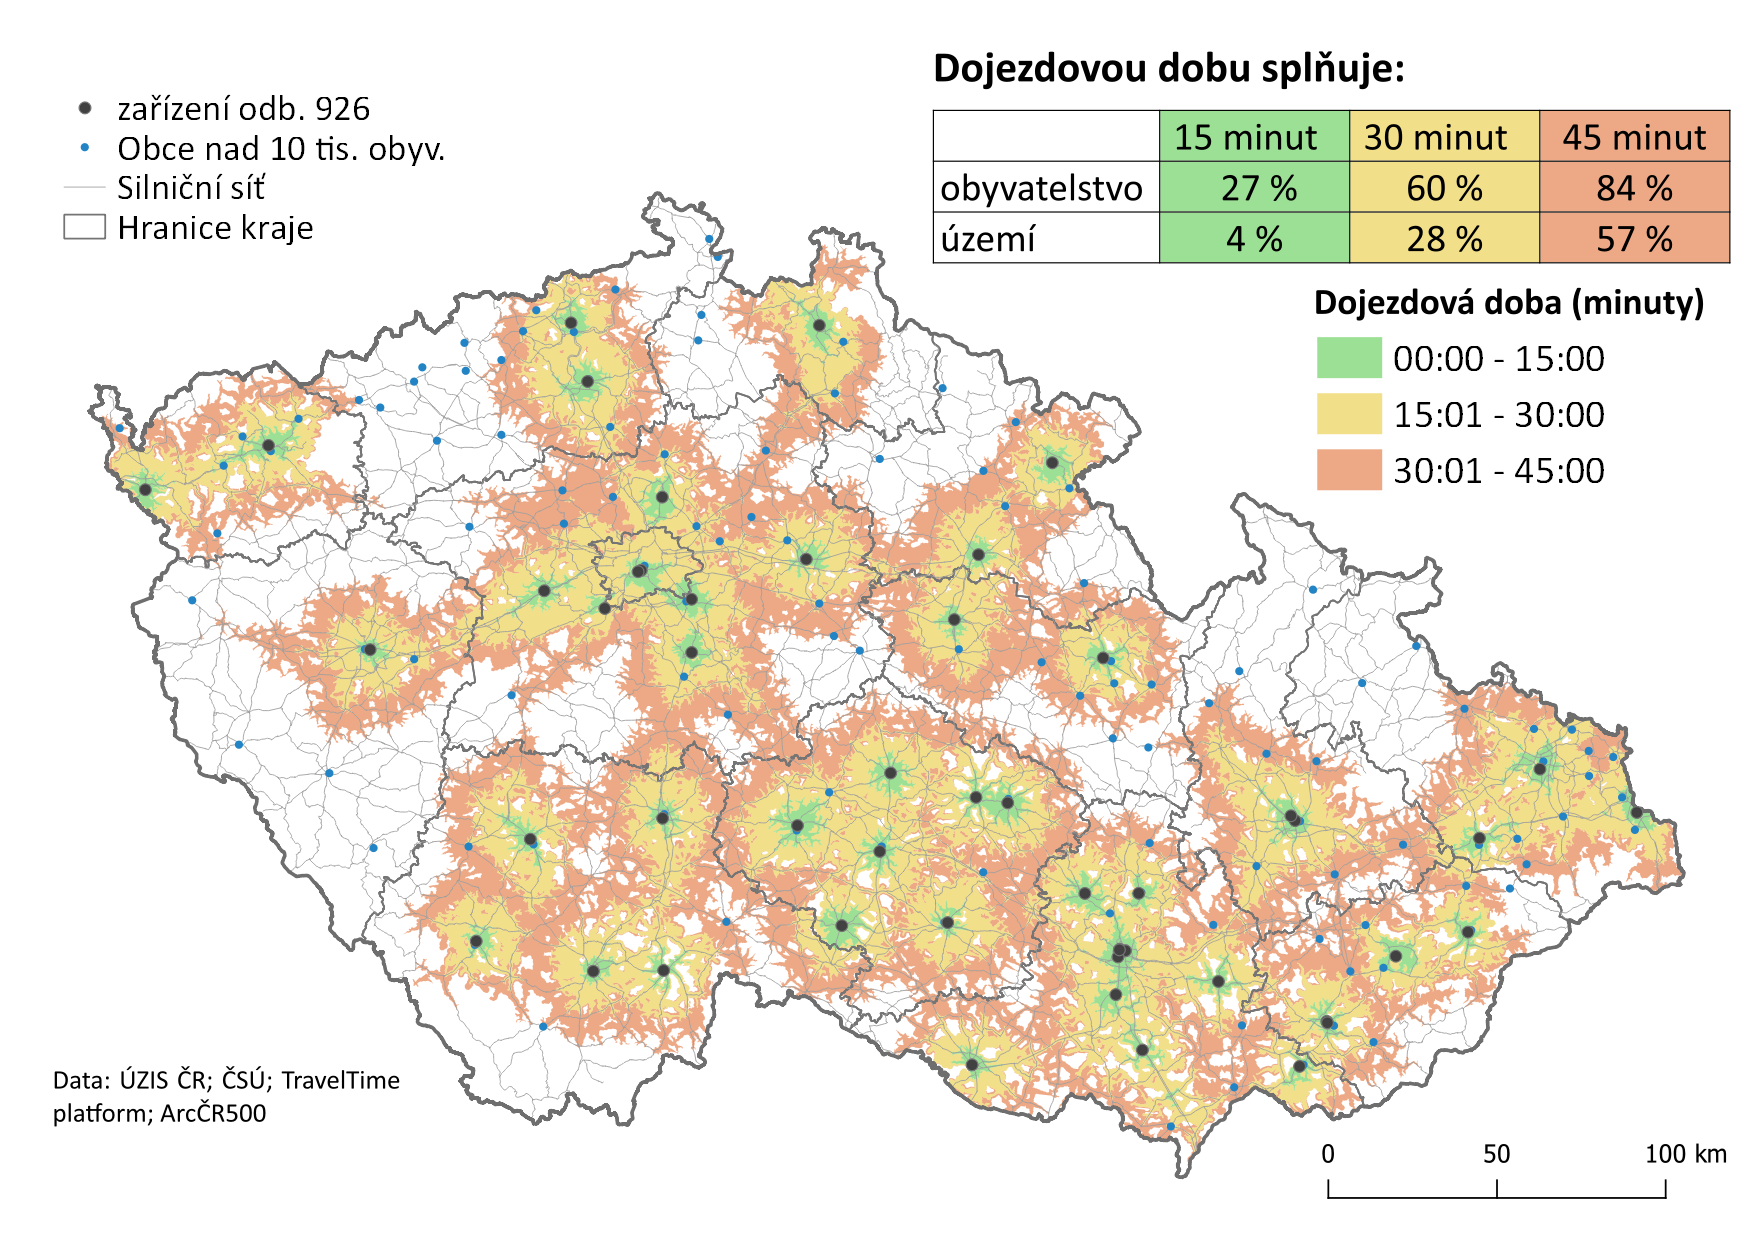 Dojezdovou dobu splňuje:
15 minut 30 minut 45 minut
obyvatelstvo 27 % 60 % 84 %
území 4 % 28 % 57 %
zařízení odb. 926
Obce nad 10 tis. obyv.
Silniční síť
Hranice kraje
Dojezdová doba (minuty)
00:00 - 15:00
15:01 - 30:00
30:01 - 45:00
Data: ÚZIS ČR; ČSÚ; TravelTime
platform; ArcČR500
0 50 100 km